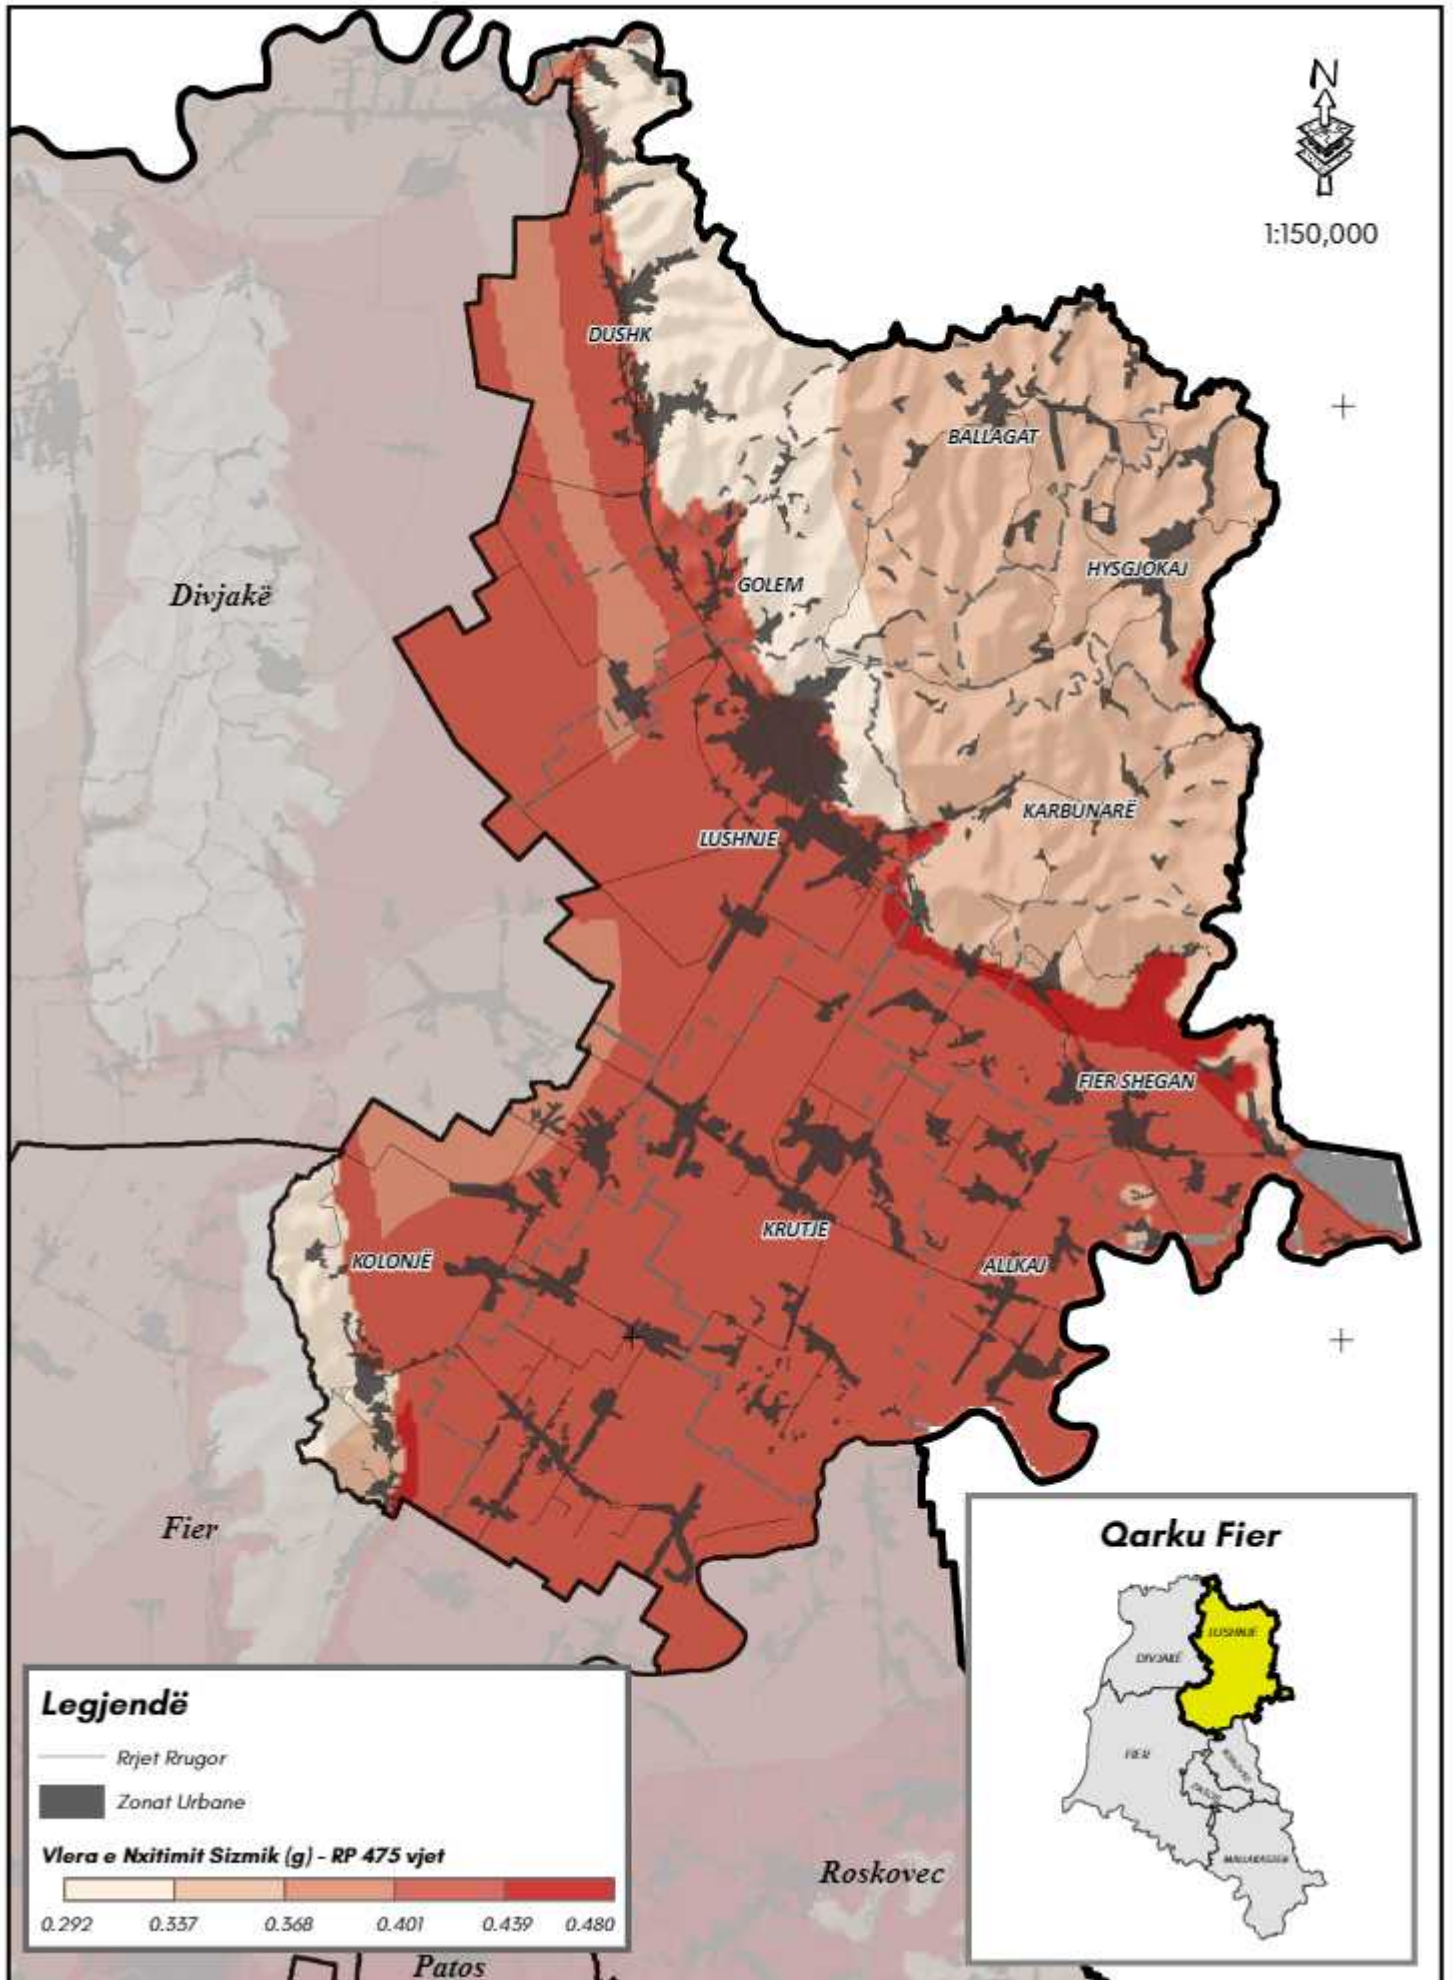 N
1:150,000
DUSHK
BALLAGAT
HYSGJOKAJ
GOLEM
Divjakë
KARBUNARË
LUSHNJE
FIER SHEGAN
KRUTJE
KOLONJË
ALLKAJ
Fier
Roskovec
Patos
Qarku Fier
LUSHNJE
DIVJAKË
FIER
Legjendë
Rrjet Rrugor
Zonat Urbane
Vlera e Nxitimit Sizmik (g) - RP 475 vjet
0.292 0.337 0.368 0.401 0.439 0.480